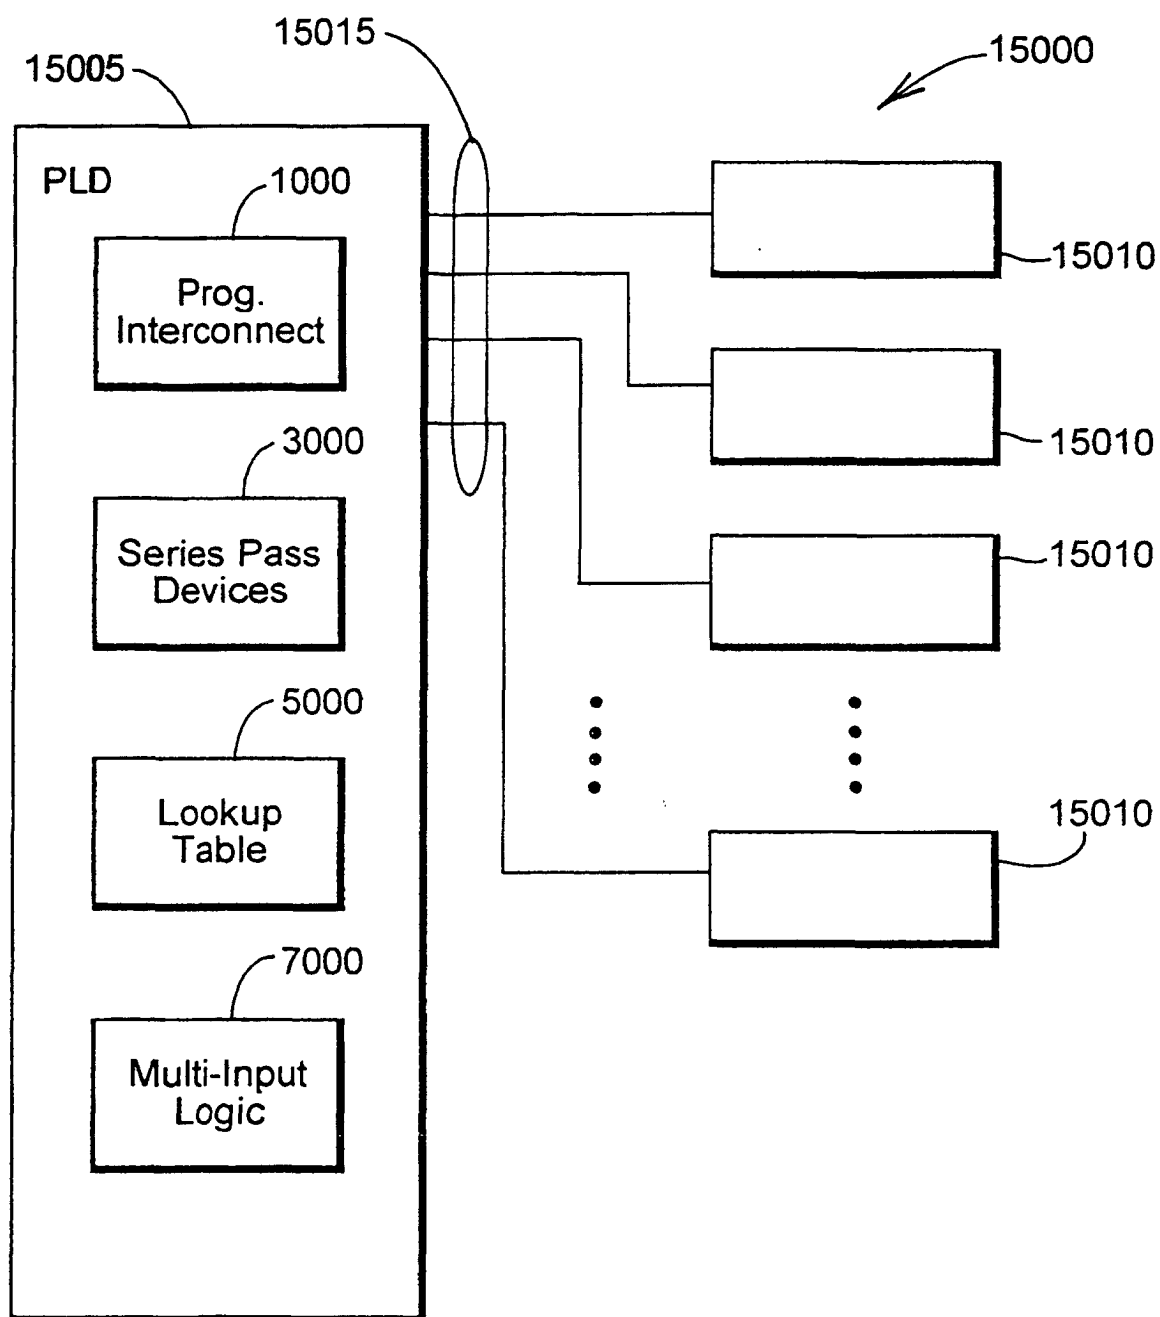 15015
15000
15005
PLD
1000
Prog.
Interconnect
15010
3000
15010
Series Pass
Devices
15010
5000
Lookup
Table
15010
7000
Multi-Input
Logic